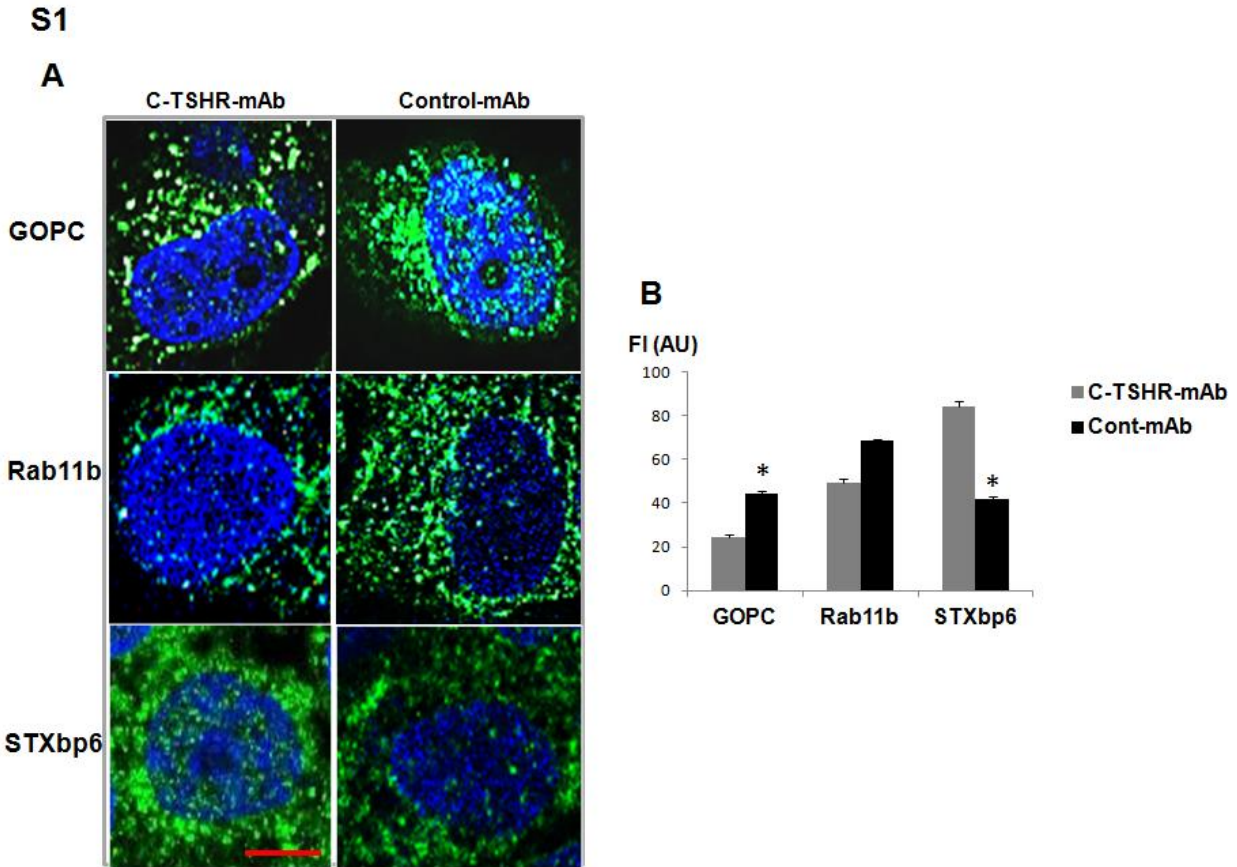 S1
A
C-TSHR-mAb Control-mAb
GOPC
Rab11b
STXbp6
B
FI (AU)
100
80
60
40
20
0
* *
GOPC Rab11b STXbp6
C-TSHR-mAb
Cont-mAb